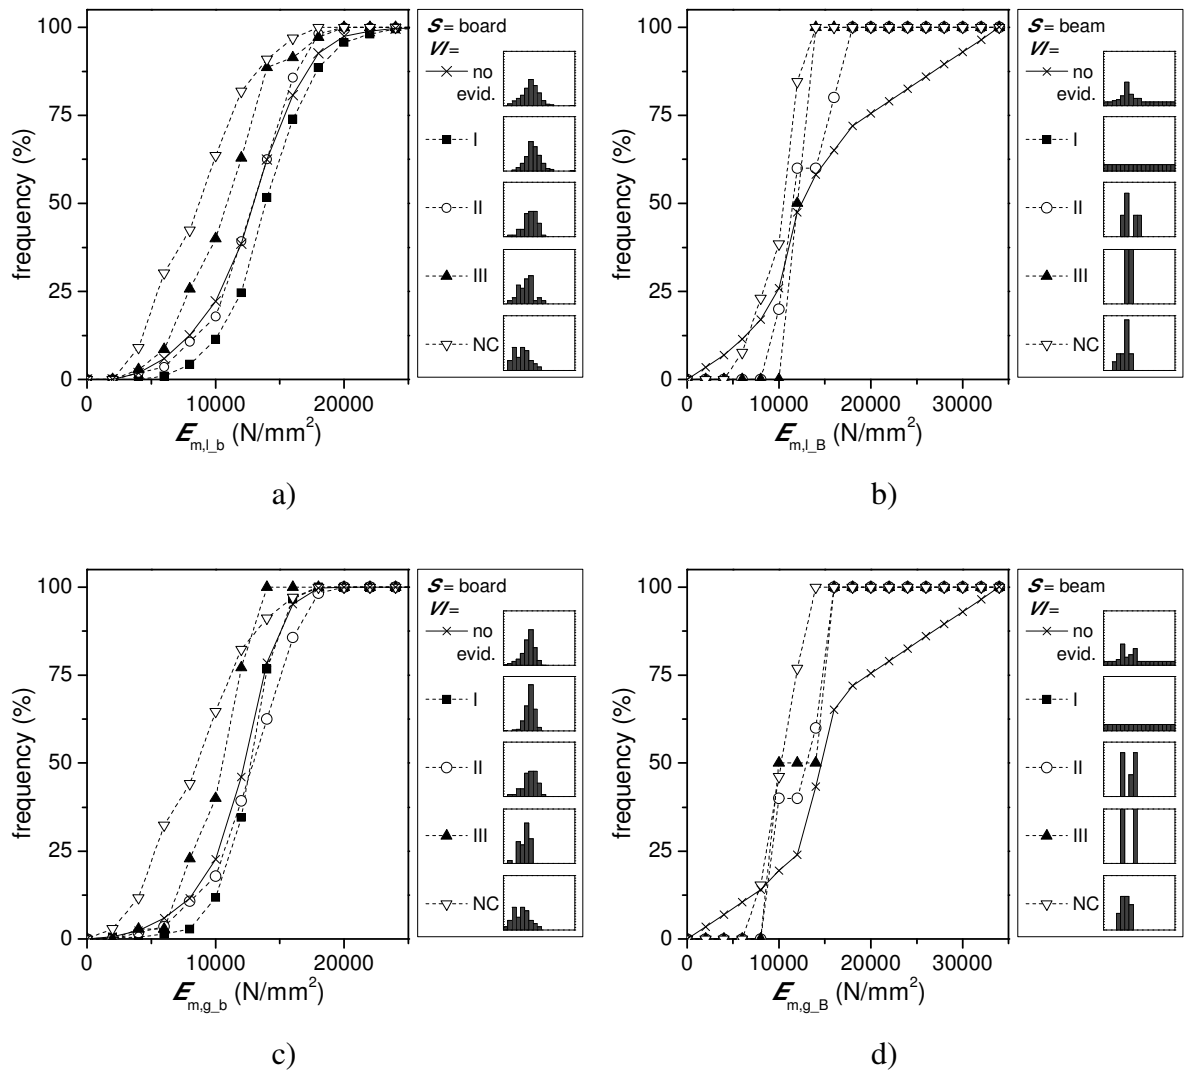 100
75
50
25
0
frequency (%)
0 10000 20000
E m,l_b (N/mm²)
S = board
VI =
no
evid.
I
II
III
NC
a)
100
75
50
25
0
frequency (%)
0 10000 20000 30000
E m,l_B (N/mm²)
S = beam
VI =
no
evid.
I
II
III
NC
b)
100
75
50
25
0
frequency (%)
0 10000 20000
E m,g_b (N/mm²)
S = board
VI =
no
evid.
I
II
III
NC
c)
100
75
50
25
0
frequency (%)
0 10000 20000 30000
E m,g_B (N/mm²)
S = beam
VI =
no
evid.
I
II
III
NC
d)